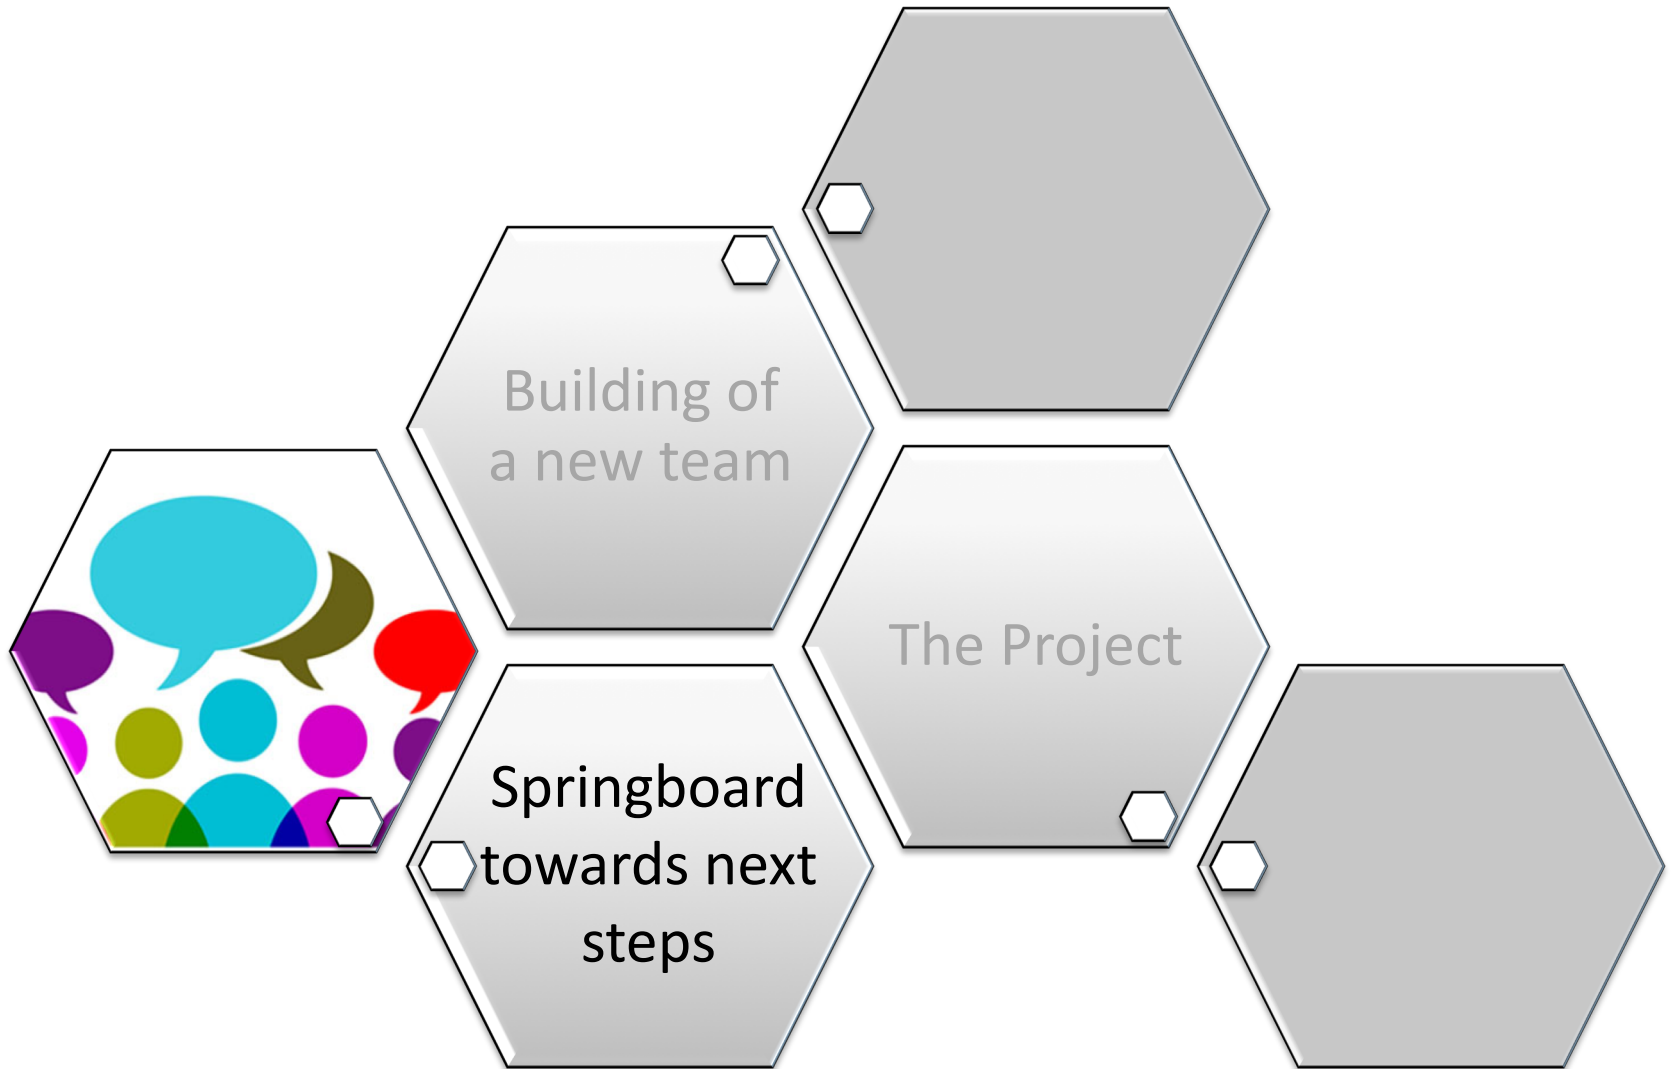 Building of
a new team
The Project
Springboard
towards next
steps